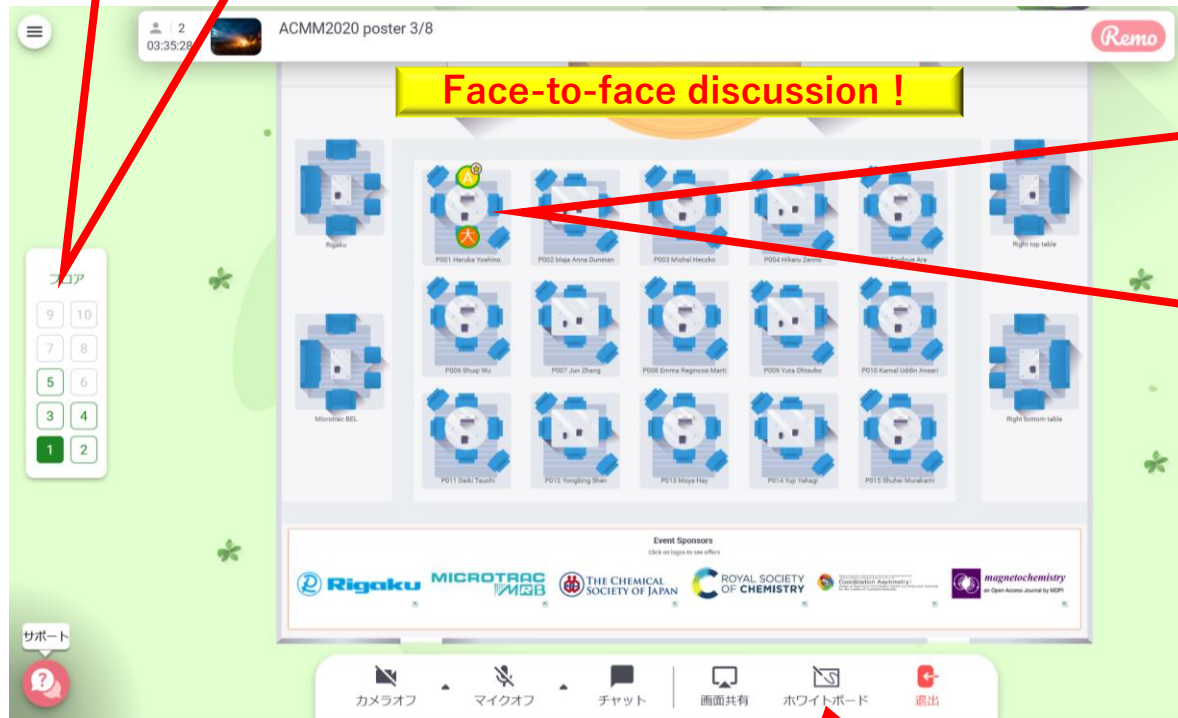 2
03:35:28
ACMM2020 poster 3/8
Remo
Face-to-face discussion !
A
大
Rigaku
Right top table
P001 Haruka Yoshino
P002 Maja Anna Dunstan
P003 Michal Heczko
P004 Hikaru Zenno
フロア
9 10
7 8
5 6
3 4
1 2
Microtrac BEL
Right bottom table
P006 Shuqi Wu
P007 Jun Zhang
P008 Emma Regincos Marti
P009 Yuta Ohtsubo
P010 Kamal Uddin Ansari
P011 Daiki Tauchi
P012 Yongbing Shen
P013 Moya Hay
P014 Yuji Yahagi
P015 Shuhei Murakami
Event Sponsors
Click on logos to see offers
Rigaku
MICROTRAC
MRB
THE CHEMICAL
SOCIETY OF JAPAN
ROYAL SOCIETY
OF CHEMISTRY
Coordination Asymmetry:
magnetochemistry
an Open Access Journal by MDPI
サポート
カメラオフ
マイクオフ
チャット
画面共有
ホワイトボード
退出